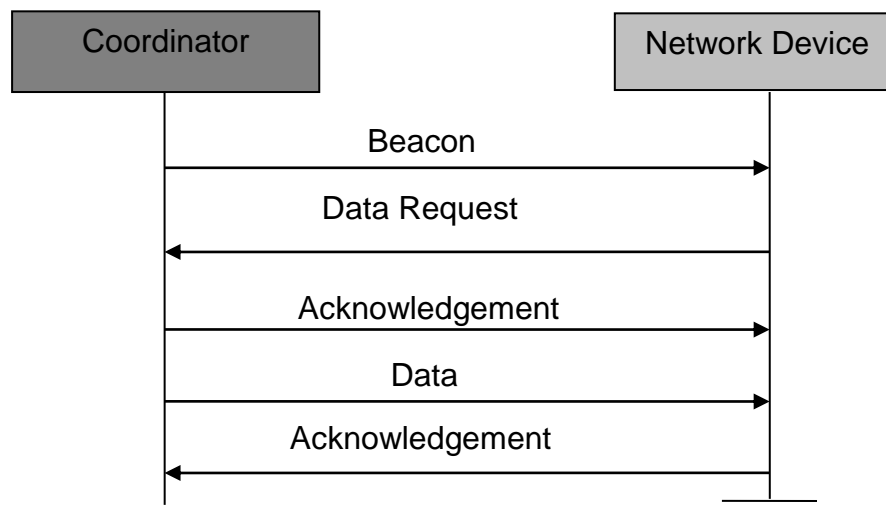 Coordinator
Network Device
Beacon
Data Request
Acknowledgement
Data
Acknowledgement